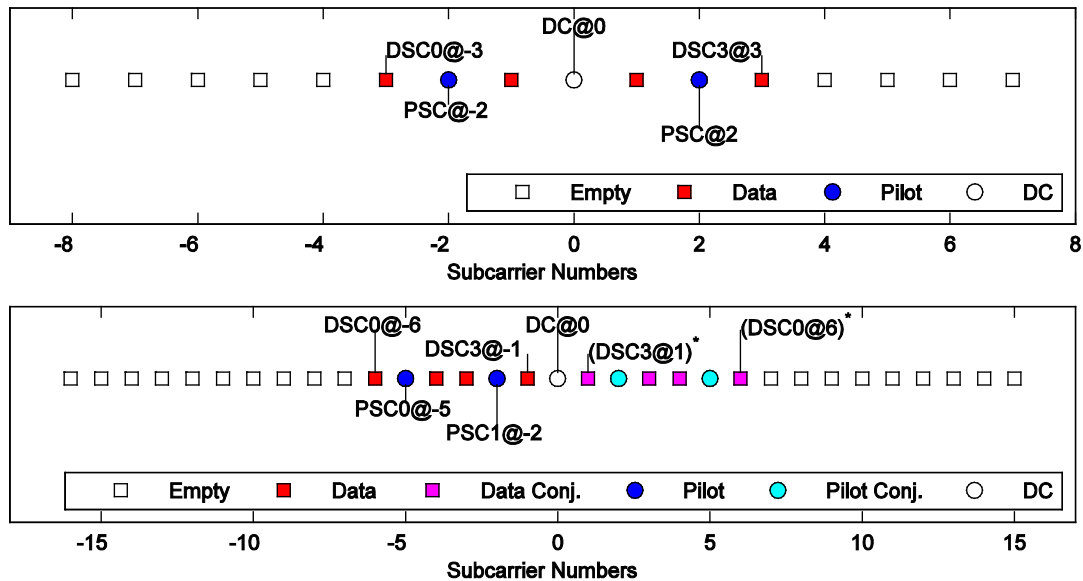 DC@0
DSC0@-3 DSC3@3
PSC@-2
PSC@2
Empty Data Pilot DC
-8 -6 -4 -2 0 2 4 6 8
Subcarrier Numbers
DSC0@-6 DC@0 (DSC0@6)*
DSC3@-1 (DSC3@1)*
PSC0@-5
PSC1@-2
Empty Data Data Conj. Pilot Pilot Conj. DC
-15 -10 -5 0 5 10 15
Subcarrier Numbers